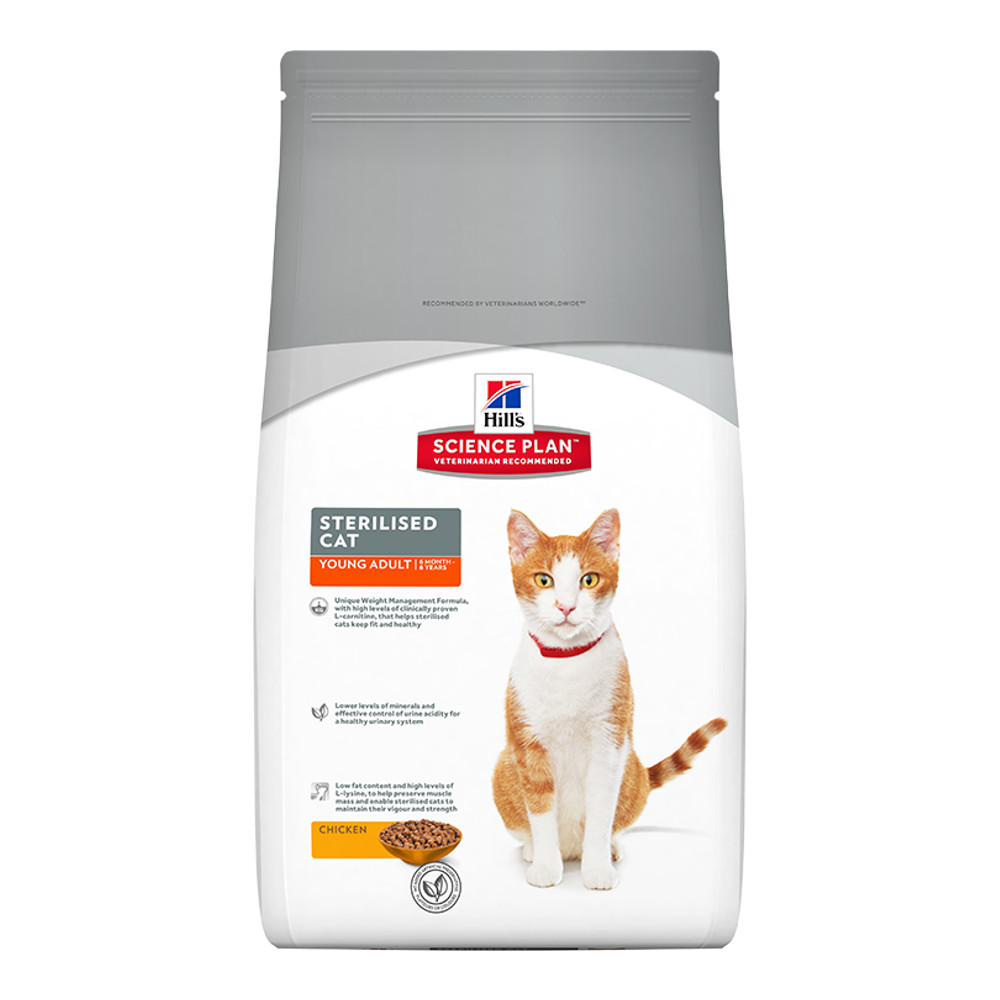 RECOMMENDED BY VETERINARIANS WORLDWIDE™
Hill's
SCIENCE PLAN™
VETERINARIAN RECOMMENDED
STERILISED
CAT
YOUNG ADULT | 6 MONTH -
6 YEARS
Unique Weight Management Formula,
with high levels of clinically proven
L-carnitine, that helps sterilised
cats keep fit and healthy
Lower levels of minerals and
effective control of urine acidity for
a healthy urinary system
Low fat content and high levels of
L-lysine, to help preserve muscle
mass and enable sterilised cats to
maintain their vigour and strength
CHICKEN